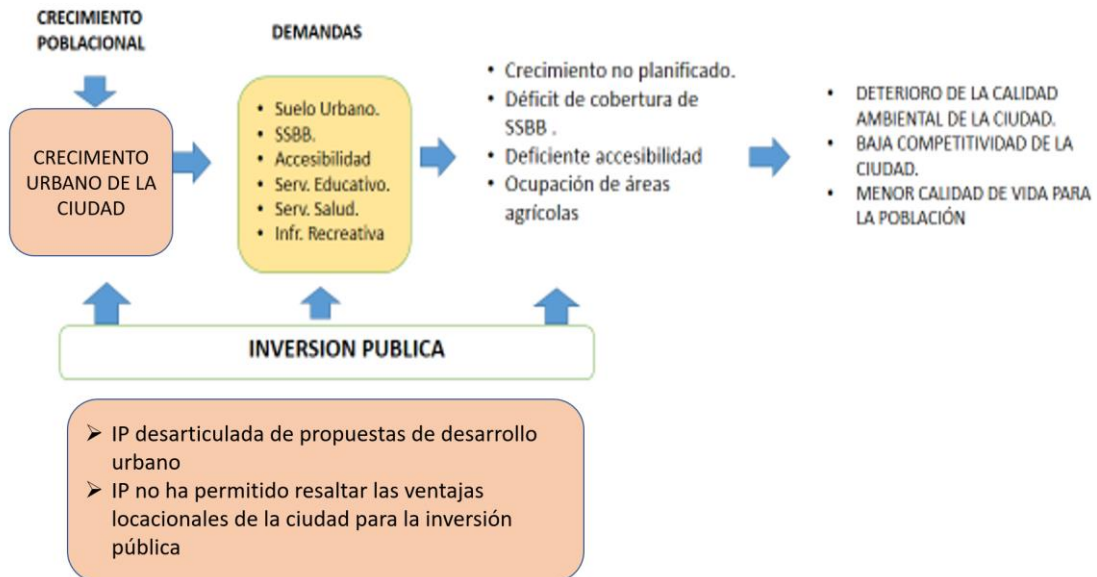 CRECIMIENTO
POBLACIONAL
CRECIMENTO
URBANO DE LA
CIUDAD
DEMANDAS
• Suelo Urbano.
• SSBB.
• Accesibilidad
• Serv. Educativo.
• Serv. Salud.
• Infr. Recreativa
• Crecimiento no planificado.
• Déficit de cobertura de
SSBB .
• Deficiente accesibilidad
• Ocupación de áreas
agrícolas
• DETERIORO DE LA CALIDAD
AMBIENTAL DE LA CIUDAD.
• BAJA COMPETITIVIDAD DE LA
CIUDAD.
• MENOR CALIDAD DE VIDA PARA
LA POBLACIÓN
INVERSION PUBLICA
➢ IP desarticulada de propuestas de desarrollo
urbano
➢ IP no ha permitido resaltar las ventajas
locacionales de la ciudad para la inversión
pública